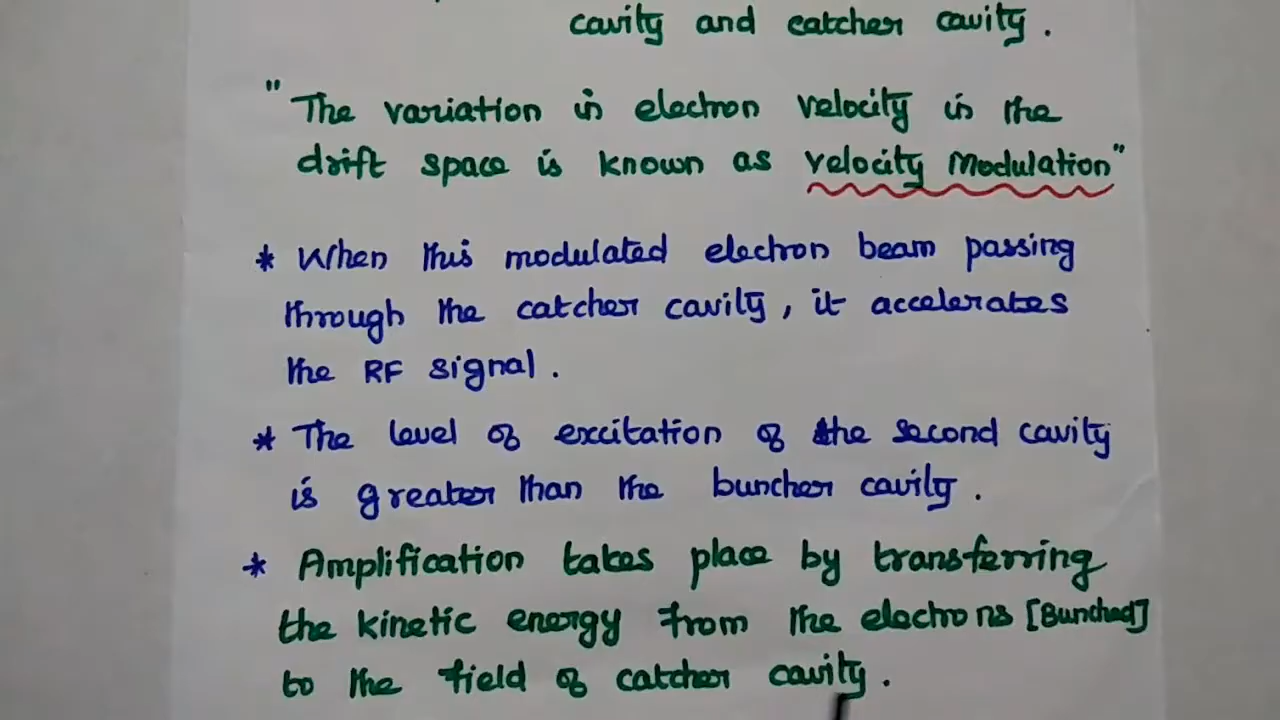 cavity and catcher cavity.
"The variation in electron velocity in the
drift space is known as velocity Modulation"
* When this modulated electron beam passing
through the catcher cavity, it accelerates
the RF signal.
* The level of excitation of the second cavity
is greater than the buncher cavity.
* Amplification takes place by transferring
the kinetic energy from the electrons [Bunched]
to the field of catcher cavity.